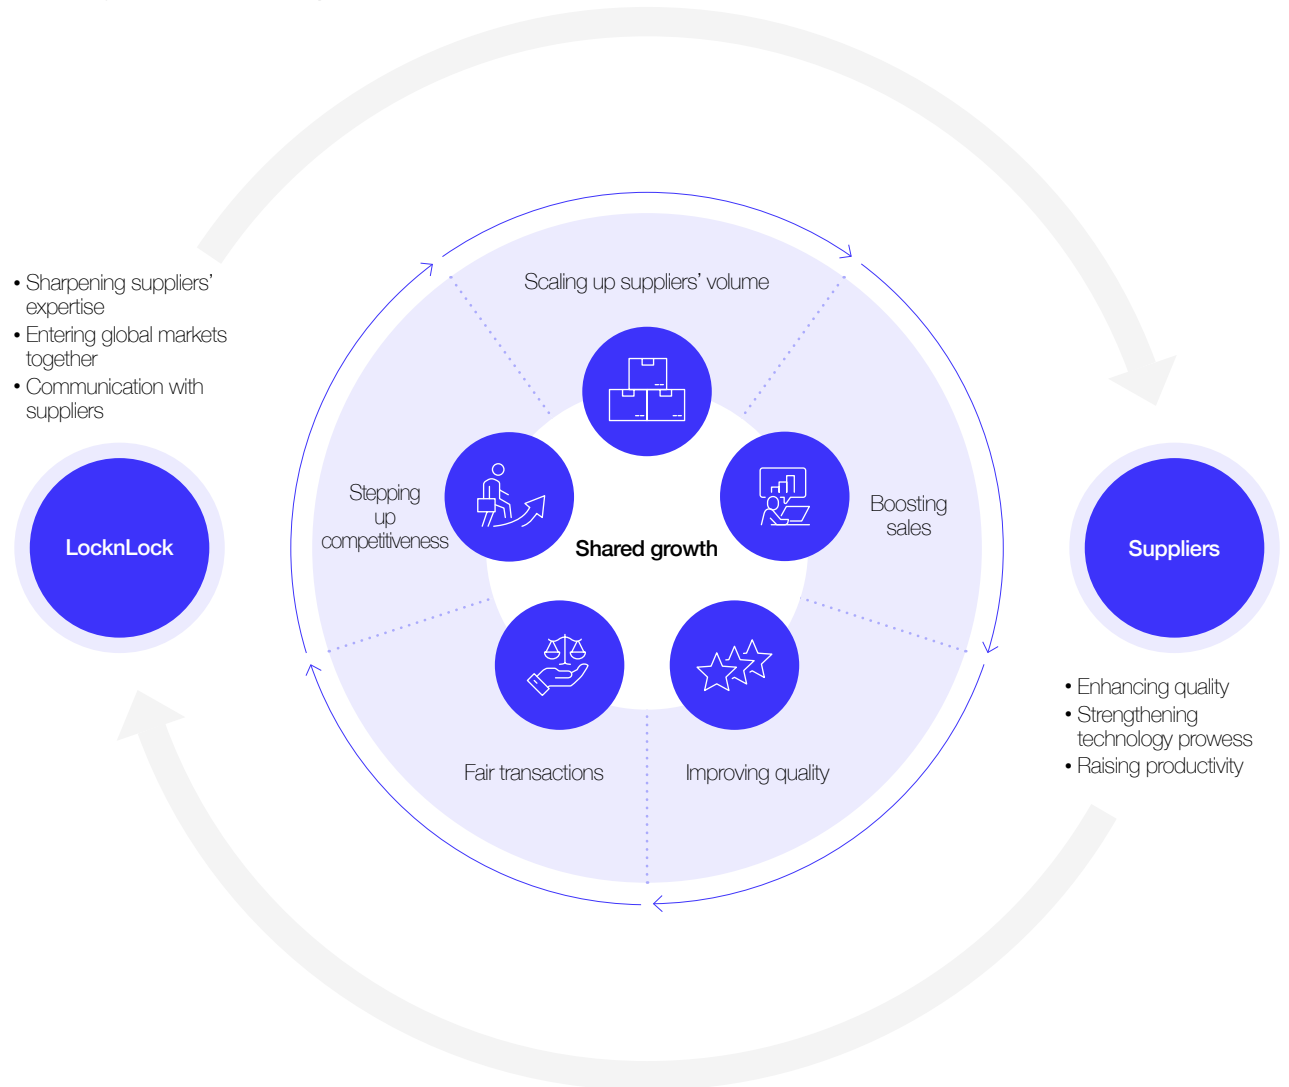 • Sharpening suppliers’
expertise
• Entering global markets
together
• Communication with
suppliers
LocknLock
Scaling up suppliers’ volume
Stepping
up
competitiveness
Shared growth
Boosting
sales
Fair transactions
Improving quality
Suppliers
• Enhancing quality
• Strengthening
technology prowess
• Raising productivity